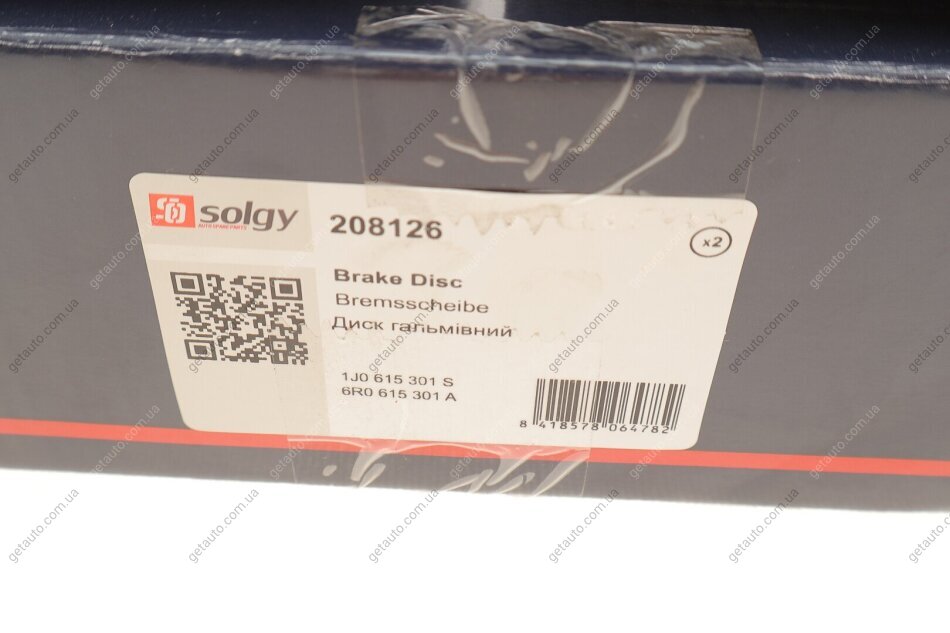 solgy
AUTO SPARE PARTS
208126
x2
Brake Disc
Bremsscheibe
Диск гальмівний
1J0 615 301 S
6R0 615 301 A
8 418578 064782
getauto.com.ua